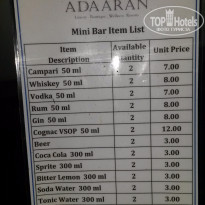 ADAARAN
TOP HOTELS
Mini Bar Item List
Item Description Available Quantity Unit Price
Campari 50 ml 2 7.00
Whiskey 50 ml 2 8.00
Vodka 50 ml 2 7.00
Rum 50 ml 2 8.00
Gin 50 ml 2 8.00
Cognac VSOP 50 ml 2 12.00
Beer 2 3.00
Coca Cola 300 ml 2 3.00
Sprite 300 ml 2 3.00
Bitter Lemon 300 ml 2 3.00
Soda Water 300 ml 2 3.00
Tonic Water 300 ml 2 3.00